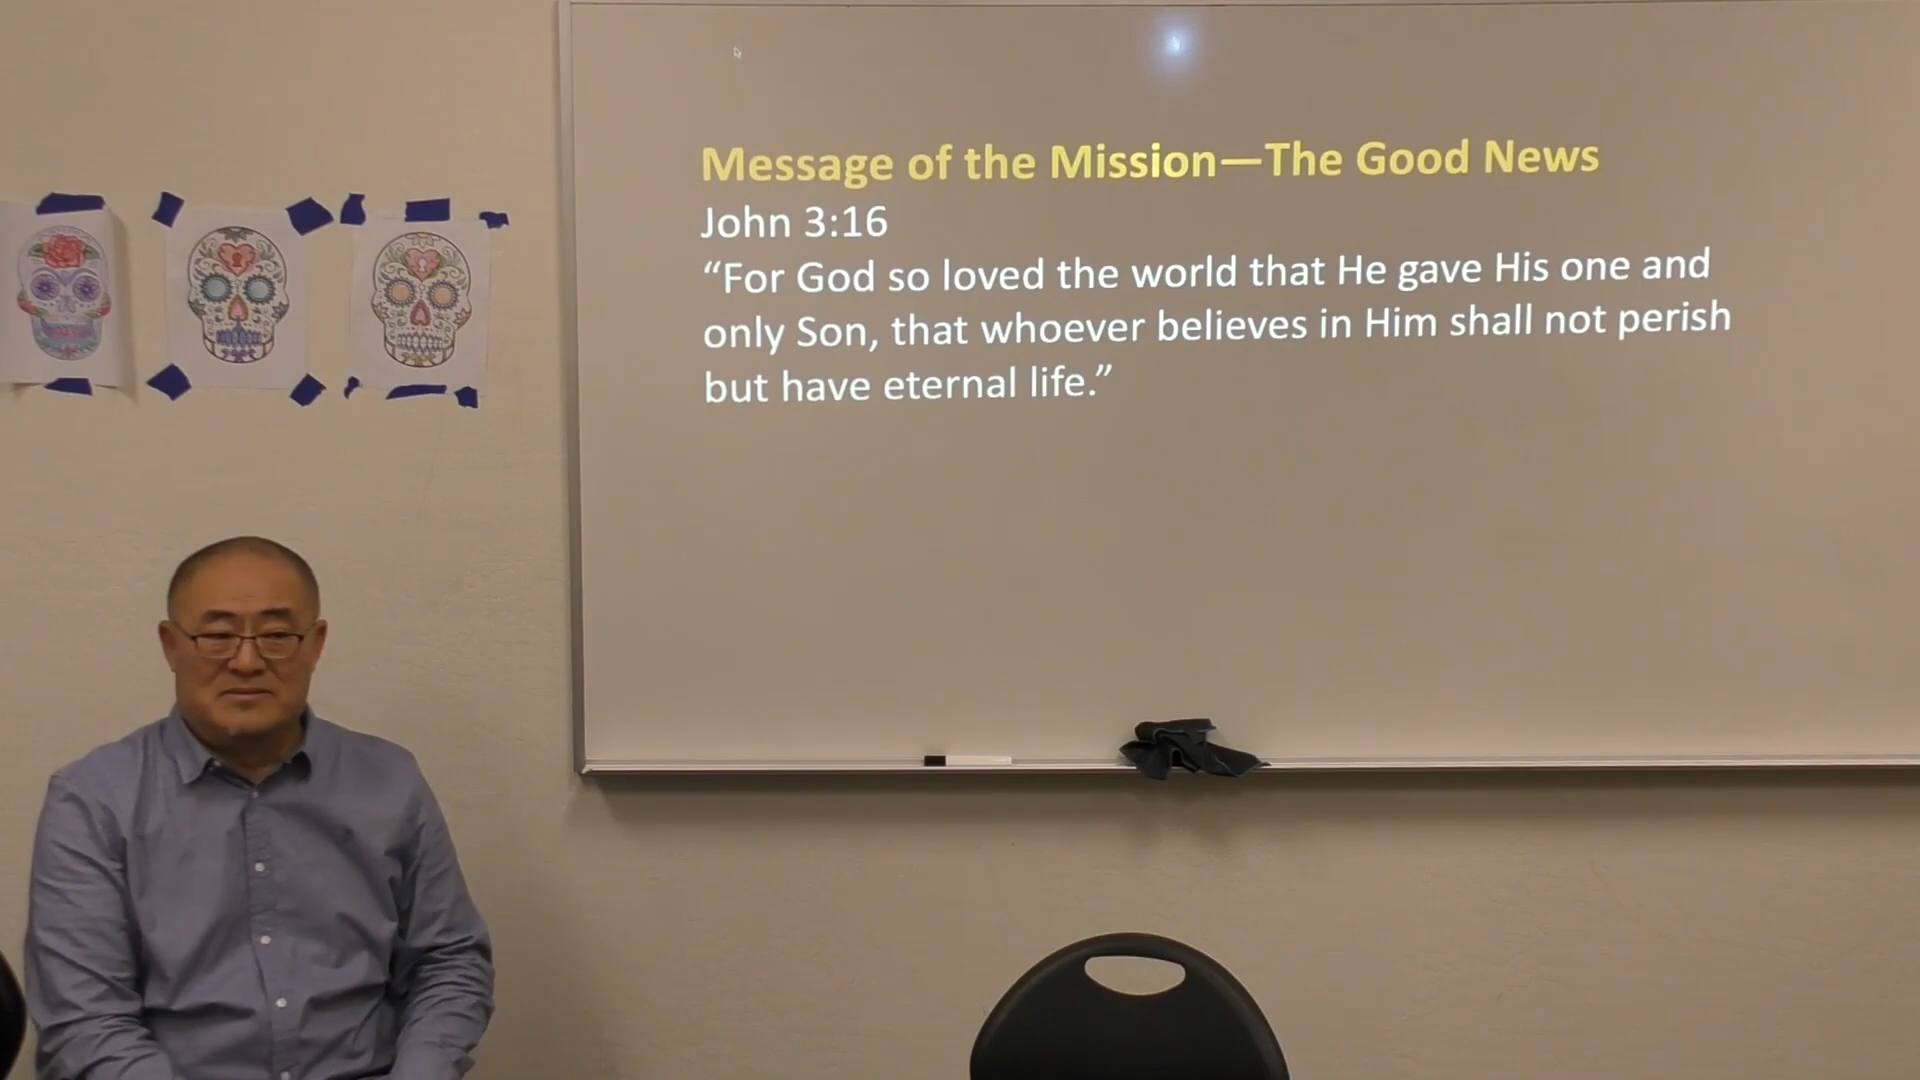 Message of the Mission—The Good News
John 3:16
“For God so loved the world that He gave His one and
only Son, that whoever believes in Him shall not perish
but have eternal life.”